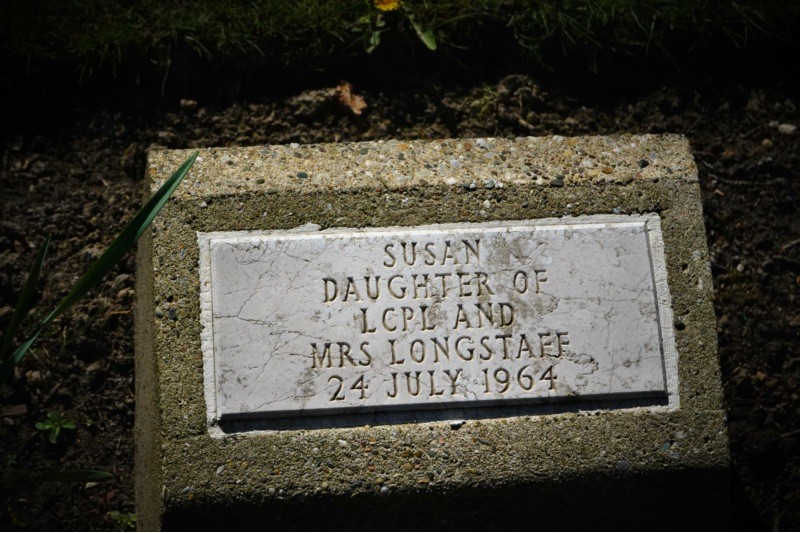 SUSAN
DAUGHTER OF
LCPL AND
MRS LONGSTAFF
24 JULY 1964